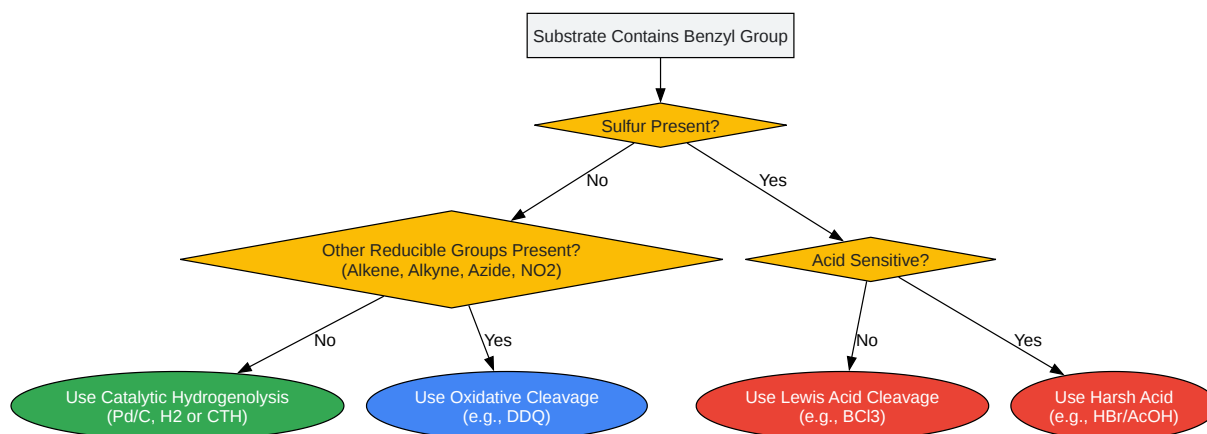 Substrate Contains Benzyl Group
Sulfur Present?
No
Yes
Other Reducible Groups Present?
(Alkene, Alkyne, Azide, NO2)
Acid Sensitive?
No
Yes
No
Yes
Use Catalytic Hydrogenolysis
(Pd/C, H2 or CTH)
Use Oxidative Cleavage
(e.g., DDQ)
Use Lewis Acid Cleavage
(e.g., BCl3)
Use Harsh Acid
(e.g., HBr/AcOH)